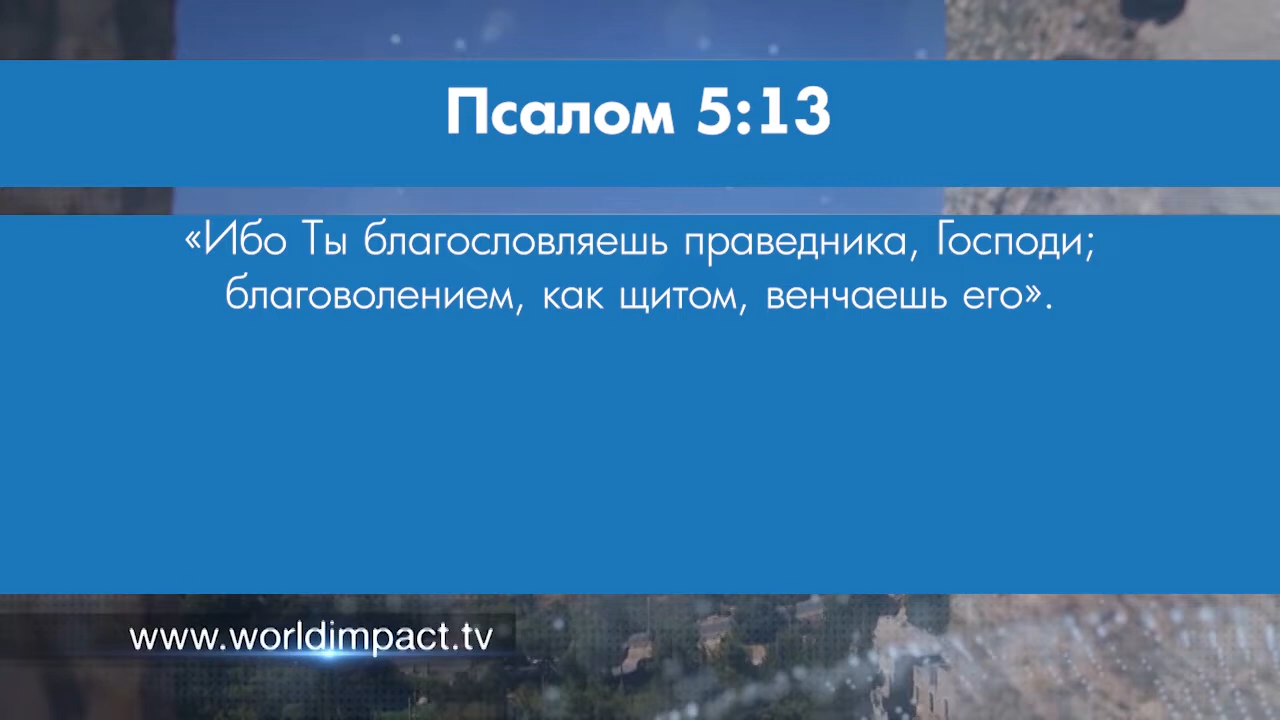 Псалом 5:13
«Ибо Ты благословляешь праведника, Господи;
благоволением, как щитом, венчаешь его».
www.worldimpact.tv